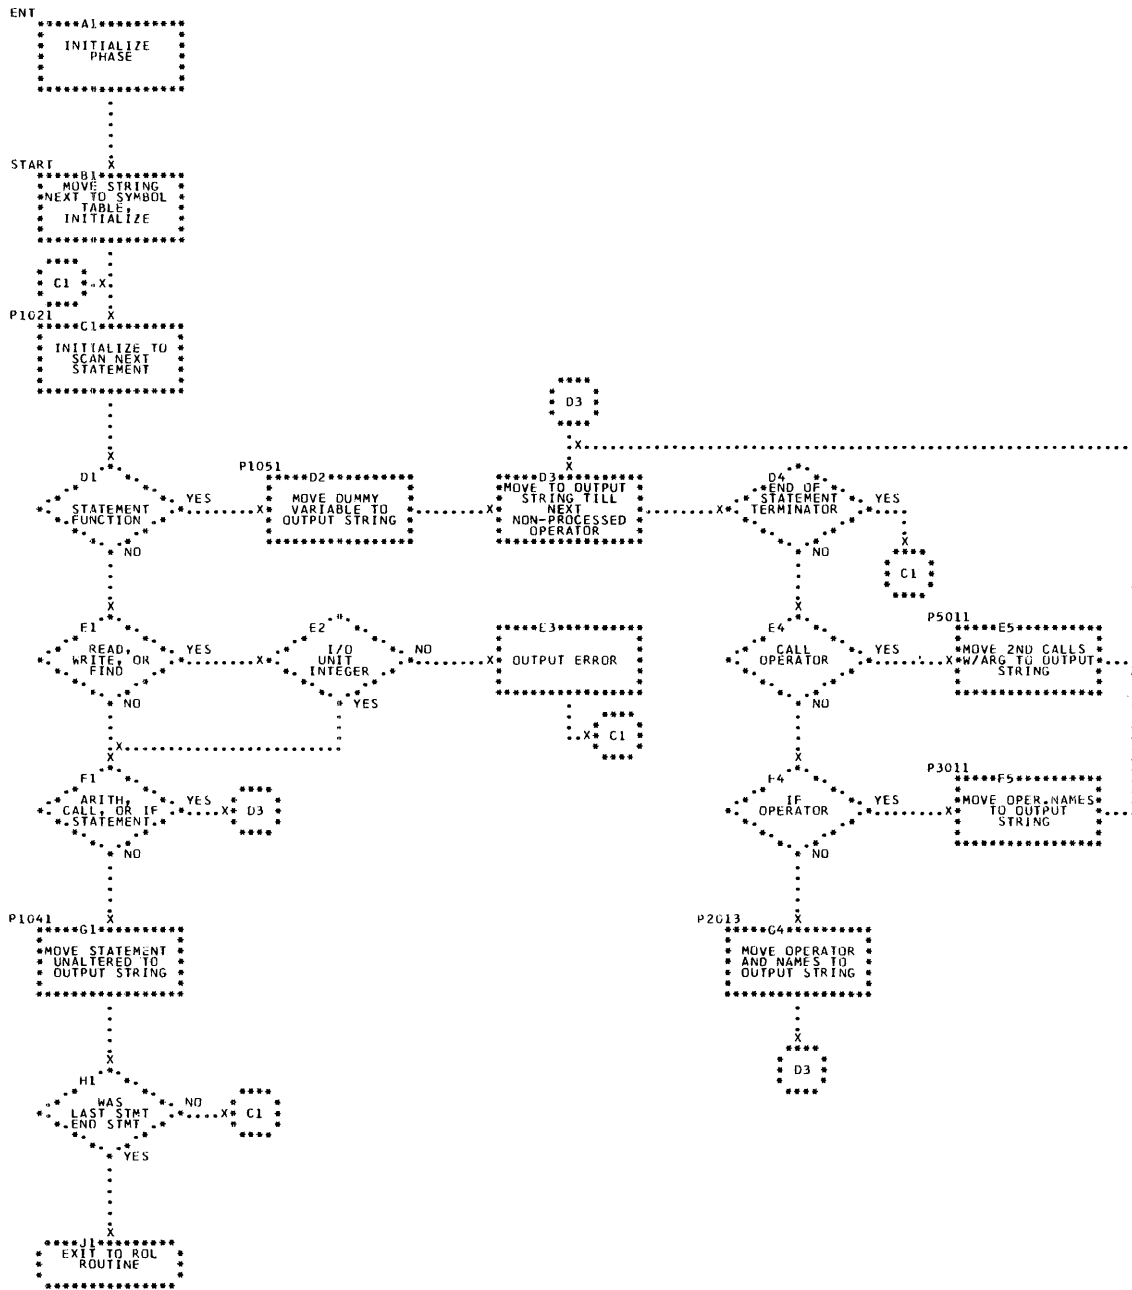 ENT
A1
INITIALIZE
PHASE
START
B1
MOVE STRING
NEXT TO SYMBOL
TABLE,
INITIALIZE
C1
P1021
C1
INITIALIZE TO
SCAN NEXT
STATEMENT
D3
D1
STATEMENT
FUNCTION
YES
NO
P1051
D2
MOVE DUMMY
VARIABLE TO
OUTPUT STRING
D3
MOVE TO OUTPUT
STRING TILL
NEXT
NON-PROCESSED
OPERATOR
D4
END OF
STATEMENT
TERMINATOR
YES
NO
C1
E1
READ,
WRITE, OR
FIND
YES
NO
E2
I/O
UNIT
INTEGER
NO
YES
E3
OUTPUT ERROR
C1
E4
CALL
OPERATOR
YES
NO
P5011
E5
MOVE 2ND CALLS
W/ARG TO OUTPUT
STRING
F1
ARITH,
CALL, OR IF
STATEMENT
YES
NO
D3
F4
IF
OPERATOR
YES
NO
P3011
F5
MOVE OPER.NAMES
TO OUTPUT
STRING
P1041
G1
MOVE STATEMENT
UNALTERED TO
OUTPUT STRING
P2013
G4
MOVE OPERATOR
AND NAMES TO
OUTPUT STRING
D3
H1
WAS
LAST STMT
END STMT
NO
YES
C1
J1
EXIT TO ROL
ROUTINE